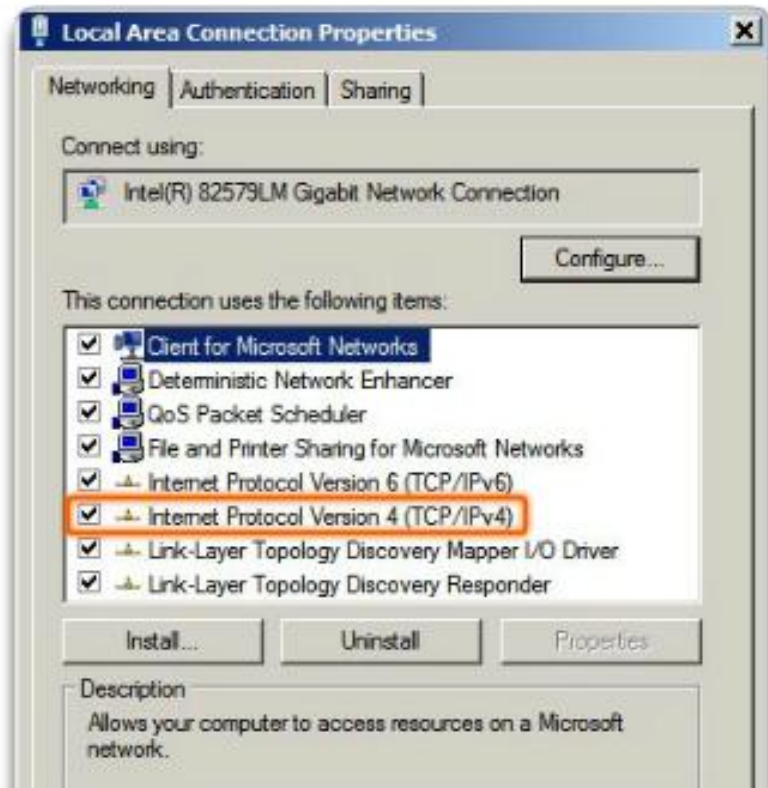 Local Area Connection Properties
Networking Authentication Sharing
Connect using:
Intel(R) 82579LM Gigabit Network Connection
Configure...
This connection uses the following items:
Client for Microsoft Networks
Deterministic Network Enhancer
QoS Packet Scheduler
File and Printer Sharing for Microsoft Networks
Internet Protocol Version 6 (TCP/IPv6)
Internet Protocol Version 4 (TCP/IPv4)
Link-Layer Topology Discovery Mapper I/O Driver
Link-Layer Topology Discovery Responder
Install... Uninstall Properties
Description
Allows your computer to access resources on a Microsoft
network.